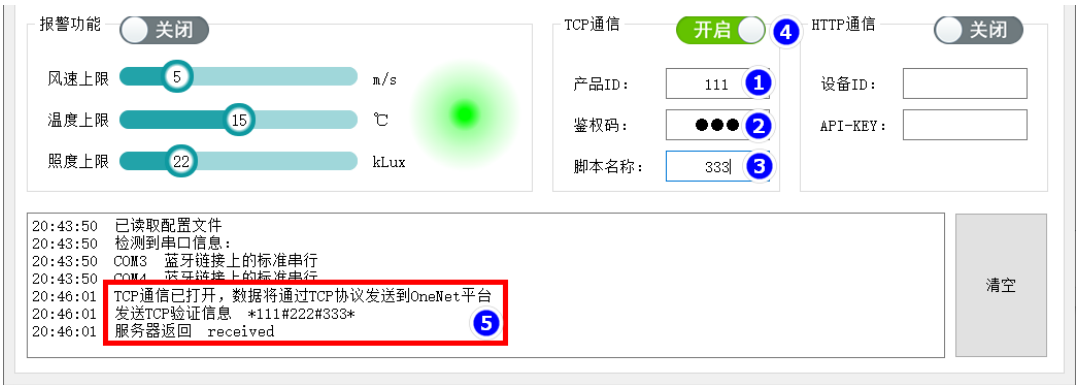 报警功能 关闭
风速上限 5 m/s
温度上限 15 ℃
照度上限 22 kLux
TCP通信 开启 4
产品ID: 111 1
鉴权码: ●●● 2
脚本名称: 333 3
HTTP通信 关闭
设备ID:
API-KEY:
20:43:50 已读取配置文件
20:43:50 检测到串口信息:
20:43:50 COM3 蓝牙链接上的标准串行
20:43:50 COM4 蓝牙链接上的标准串行
20:46:01 TCP通信已打开，数据将通过TCP协议发送到OneNet平台
20:46:01 发送TCP验证信息 *111#222#333*
20:46:01 服务器返回 received
5
清空